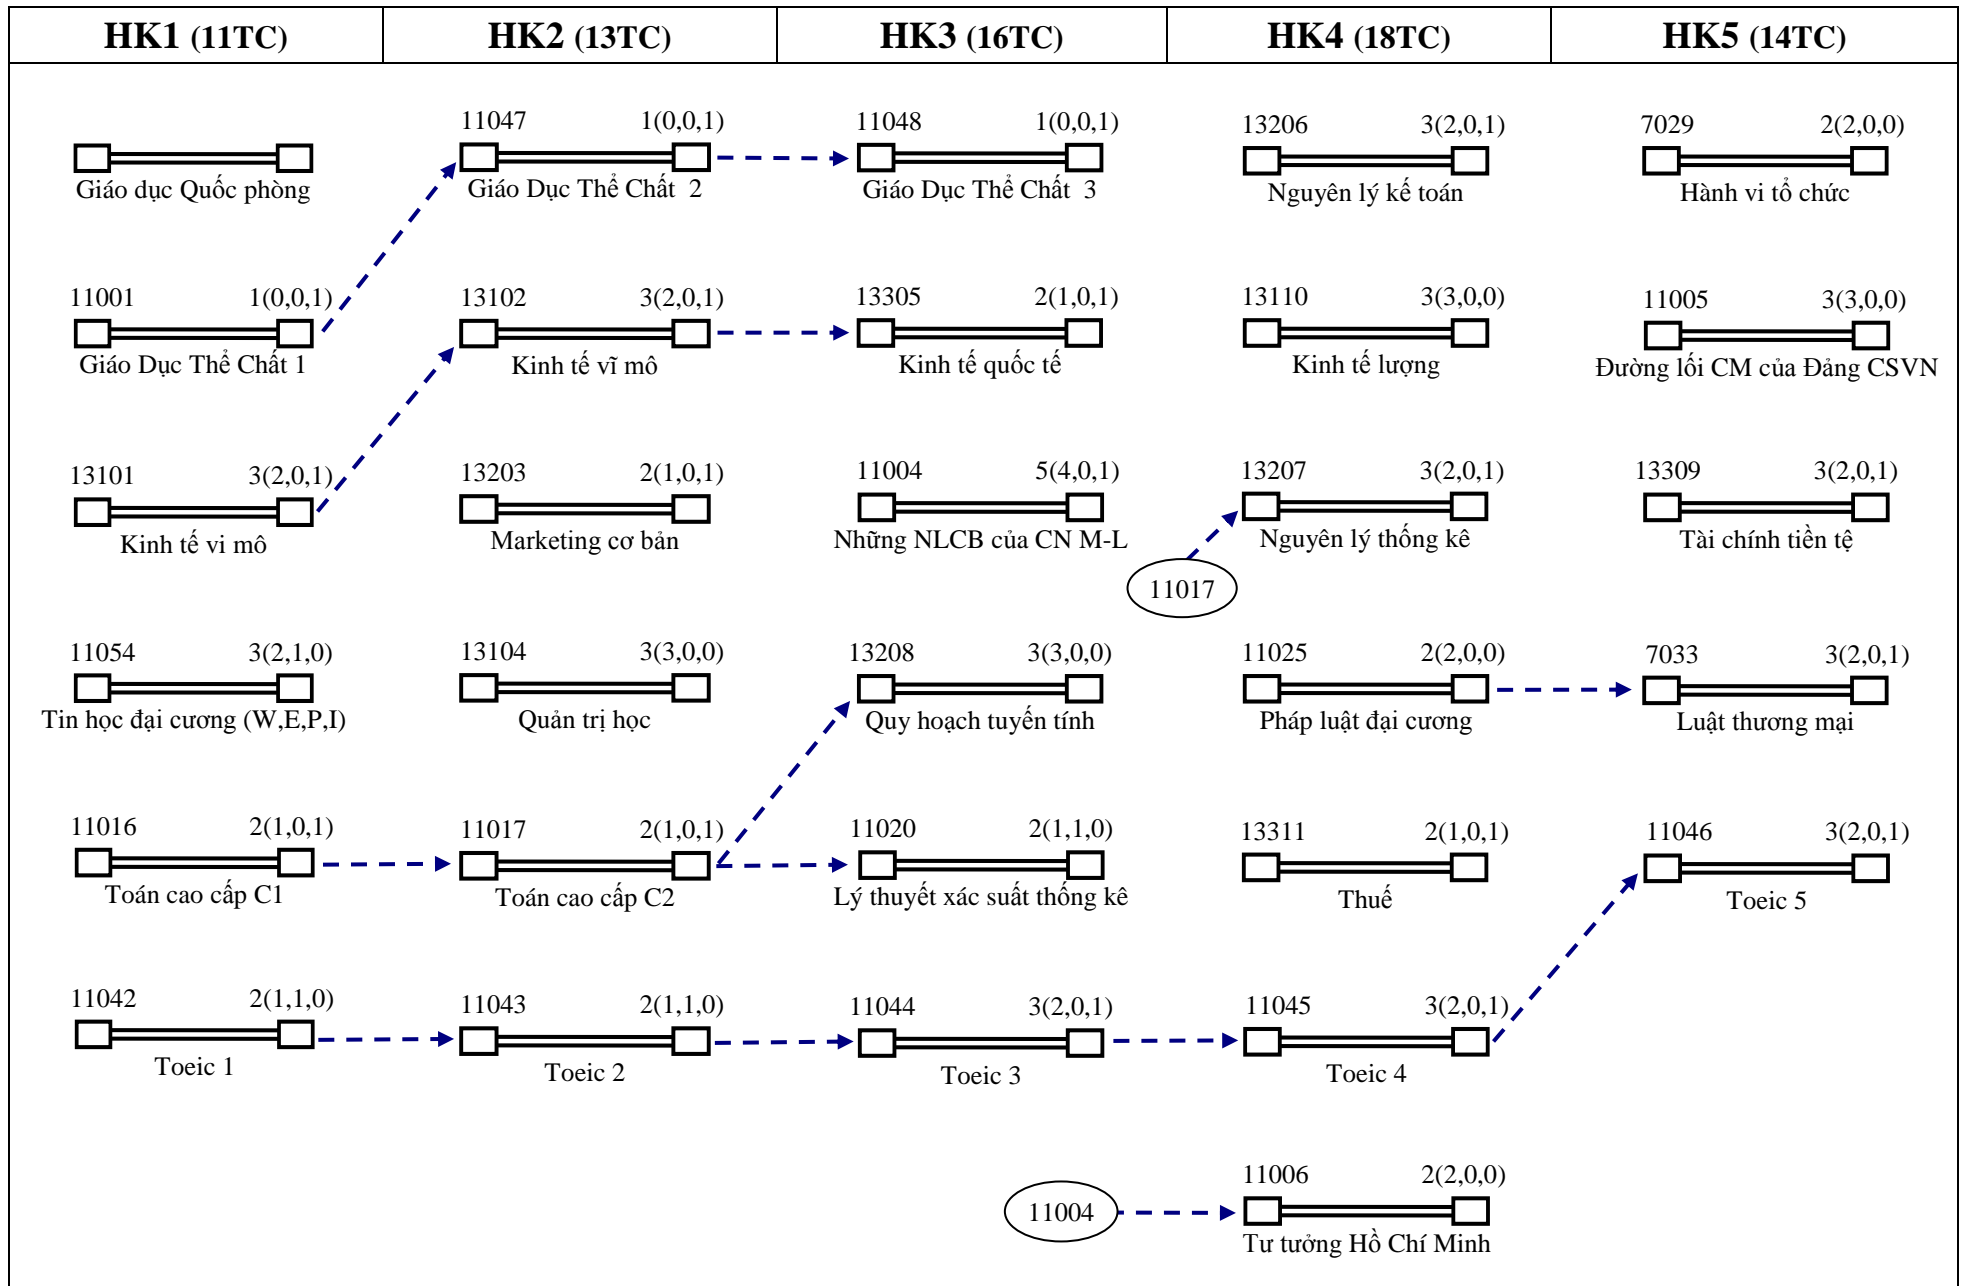 HK1 (11TC) HK2 (13TC) HK3 (16TC) HK4 (18TC) HK5 (14TC)
11047 1(0,0,1) 11048 1(0,0,1) 13206 3(2,0,1) 7029 2(2,0,0)
Giáo dục Quốc phòng Giáo Dục Thể Chất 2 Giáo Dục Thể Chất 3 Nguyên lý kế toán Hành vi tổ chức
11001 1(0,0,1) 13102 3(2,0,1) 13305 2(1,0,1) 13110 3(3,0,0) 11005 3(3,0,0)
Giáo Dục Thể Chất 1 Kinh tế vĩ mô Kinh tế quốc tế Kinh tế lượng Đường lối CM của Đảng CSVN
13101 3(2,0,1) 13203 2(1,0,1) 11004 5(4,0,1) 13207 3(2,0,1) 13309 3(2,0,1)
Kinh tế vi mô Marketing cơ bản Những NLCB của CN M-L Nguyên lý thống kê Tài chính tiền tệ
11017
11054 3(2,1,0) 13104 3(3,0,0) 13208 3(3,0,0) 11025 2(2,0,0) 7033 3(2,0,1)
Tin học đại cương (W,E,P,I) Quản trị học Quy hoạch tuyến tính Pháp luật đại cương Luật thương mại
11016 2(1,0,1) 11017 2(1,0,1) 11020 2(1,1,0) 13311 2(1,0,1) 11046 3(2,0,1)
Toán cao cấp C1 Toán cao cấp C2 Lý thuyết xác suất thống kê Thuế Toeic 5
11042 2(1,1,0) 11043 2(1,1,0) 11044 3(2,0,1) 11045 3(2,0,1)
Toeic 1 Toeic 2 Toeic 3 Toeic 4
11006 2(2,0,0)
11004
Tư tưởng Hồ Chí Minh